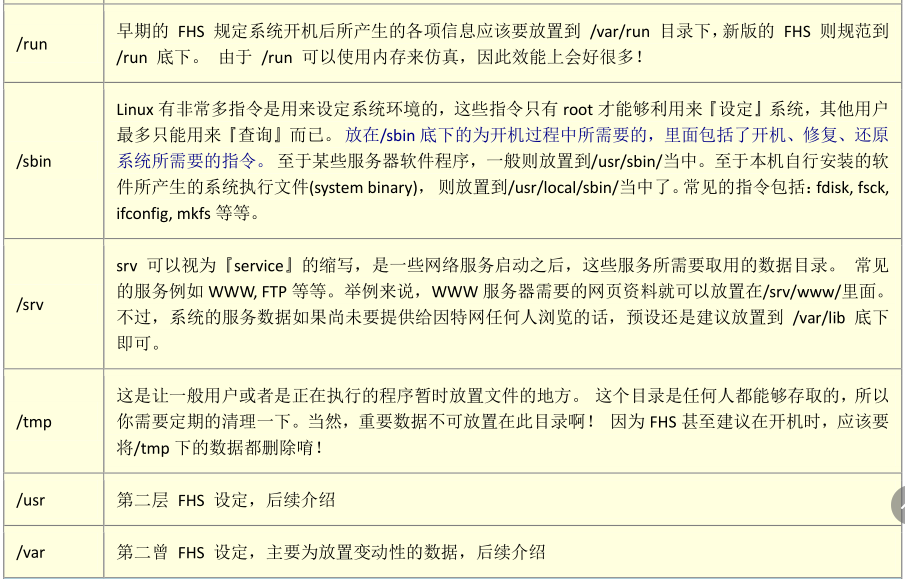 /run
早期的 FHS 规定系统开机后所产生的各项信息应该要放置到 /var/run 目录下，新版的 FHS 则规范到
/run 底下。 由于 /run 可以使用内存来仿真，因此效能上会好很多！
/sbin
Linux 有非常多指令是用来设定系统环境的，这些指令只有 root 才能够利用来『设定』系统，其他用户
最多只能用来『查询』而已。 放在/sbin 底下的为开机过程中所需要的，里面包括了开机、修复、还原
系统所需要的指令。 至于某些服务器软件程序，一般则放置到/usr/sbin/当中。至于本机自行安装的软
件所产生的系统执行文件(system binary)， 则放置到/usr/local/sbin/当中了。常见的指令包括：fdisk, fsck,
ifconfig, mkfs 等等。
/srv
srv 可以视为『service』的缩写，是一些网络服务启动之后，这些服务所需要取用的数据目录。 常见
的服务例如 WWW, FTP 等等。举例来说，WWW 服务器需要的网页资料就可以放置在/srv/www/里面。
不过，系统的服务数据如果尚未要提供给因特网任何人浏览的话，预设还是建议放置到 /var/lib 底下
即可。
/tmp
这是让一般用户或者是正在执行的程序暂时放置文件的地方。 这个目录是任何人都能够存取的，所以
你需要定期的清理一下。当然，重要数据不可放置在此目录啊！ 因为 FHS 甚至建议在开机时，应该要
将/tmp 下的数据都删除唷！
/usr
第二层 FHS 设定，后续介绍
/var
第二曾 FHS 设定，主要为放置变动性的数据，后续介绍